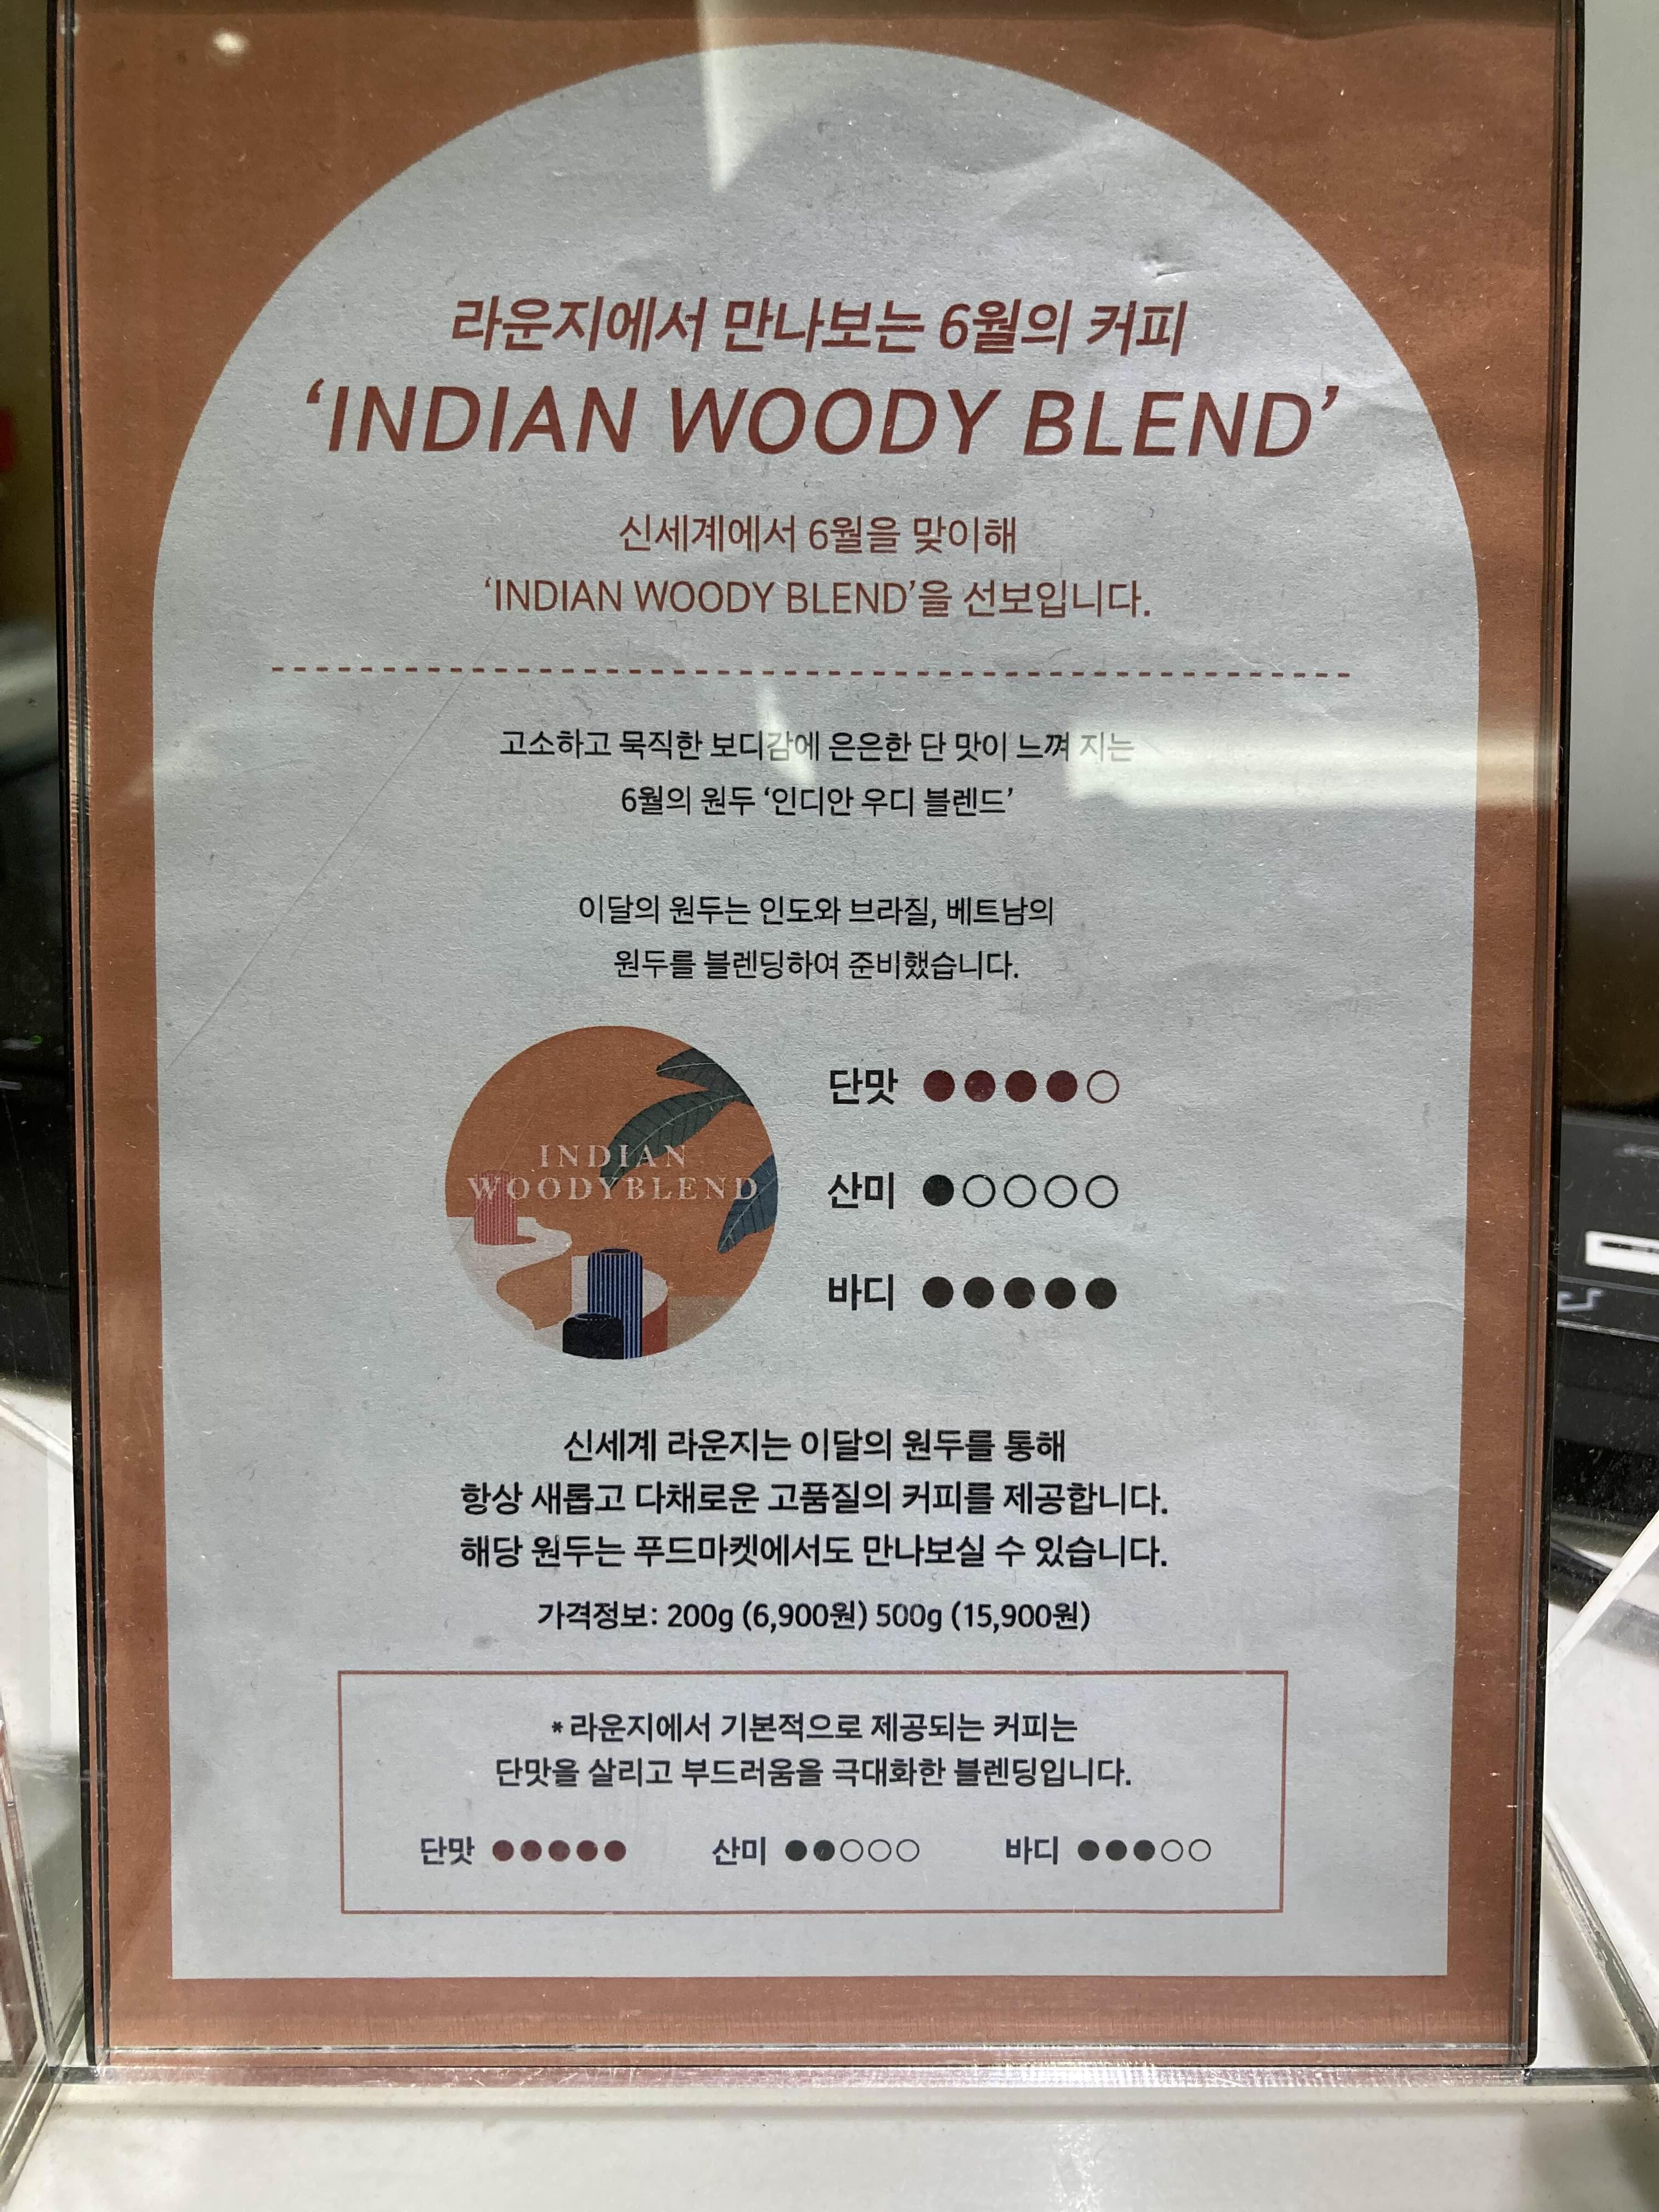 라운지에서 만나보는 6월의 커피
‘INDIAN WOODY BLEND’
신세계에서 6월을 맞이해
‘INDIAN WOODY BLEND’을 선보입니다.
고소하고 묵직한 보디감에 은은한 단 맛이 느껴 지는
6월의 원두 ‘인디안 우디 블렌드’
이달의 원두는 인도와 브라질, 베트남의
원두를 블렌딩하여 준비했습니다.
INDIAN
WOODYBLEND
단맛 ●●●●○
산미 ●○○○○
바디 ●●●●●
신세계 라운지는 이달의 원두를 통해
항상 새롭고 다채로운 고품질의 커피를 제공합니다.
해당 원두는 푸드마켓에서도 만나보실 수 있습니다.
가격정보: 200g (6,900원) 500g (15,900원)
*라운지에서 기본적으로 제공되는 커피는
단맛을 살리고 부드러움을 극대화한 블렌딩입니다.
단맛 ●●●●● 산미 ●●○○○ 바디 ●●●○○